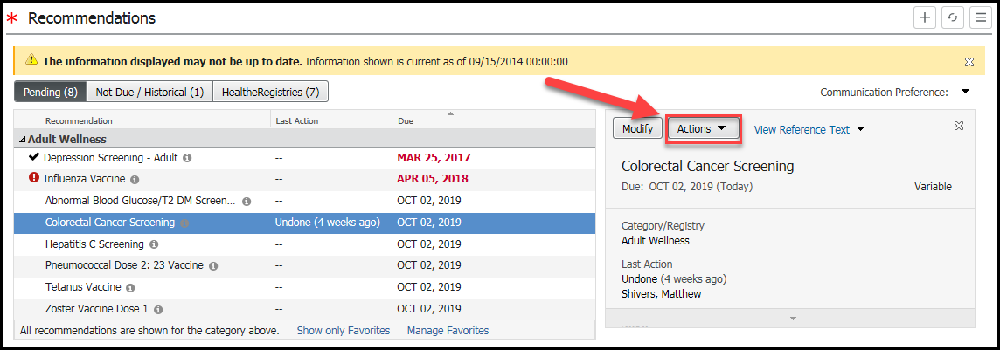 Recommendations
The information displayed may not be up to date. Information shown is current as of 09/15/2014 00:00:00
Pending (8) Not Due / Historical (1) HealtheRegistries (7)
Communication Preference:
Recommendation Last Action Due
Adult Wellness
Depression Screening - Adult -- MAR 25, 2017
Influenza Vaccine -- APR 05, 2018
Abnormal Blood Glucose/T2 DM Screen... -- OCT 02, 2019
Colorectal Cancer Screening Undone (4 weeks ago) OCT 02, 2019
Hepatitis C Screening -- OCT 02, 2019
Pneumococcal Dose 2: 23 Vaccine -- OCT 02, 2019
Tetanus Vaccine -- OCT 02, 2019
Zoster Vaccine Dose 1 -- OCT 02, 2019
All recommendations are shown for the category above. Show only Favorites Manage Favorites
Modify Actions View Reference Text
Colorectal Cancer Screening
Due: OCT 02, 2019 (Today) Variable
Category/Registry
Adult Wellness
Last Action
Undone (4 weeks ago)
Shivers, Matthew